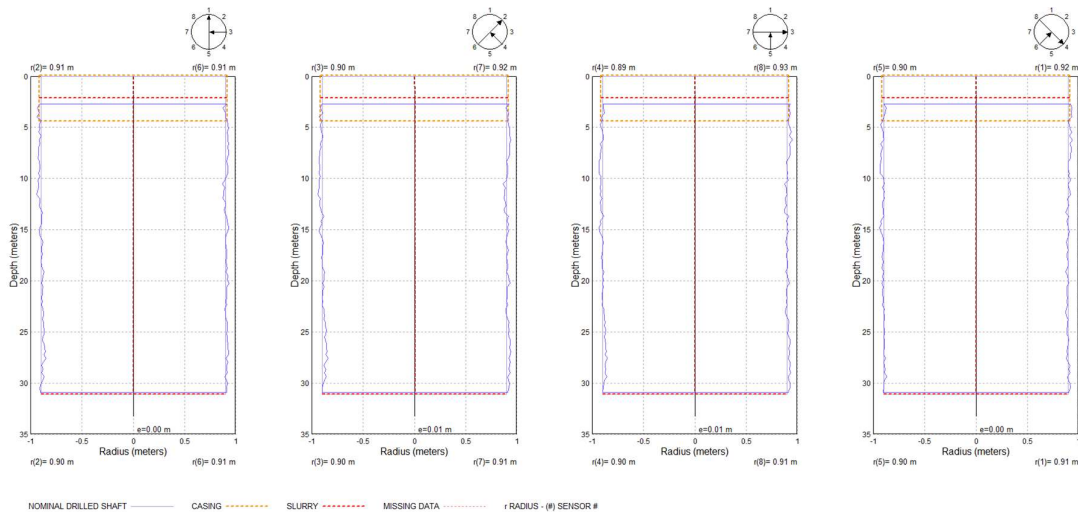 1
8 2
7 3
6 4
5
r(2)= 0.91 m r(6)= 0.91 m
0
5
10
15
20
25
30
35
Depth (meters)
-1 -0.5 0 0.5 1
e=0.00 m
Radius (meters)
r(2)= 0.90 m r(6)= 0.91 m
1
8 2
7 3
6 4
5
r(3)= 0.90 m r(7)= 0.92 m
0
5
10
15
20
25
30
35
Depth (meters)
-1 -0.5 0 0.5 1
e=0.01 m
Radius (meters)
r(3)= 0.90 m r(7)= 0.91 m
1
8 2
7 3
6 4
5
r(4)= 0.89 m r(8)= 0.93 m
0
5
10
15
20
25
30
35
Depth (meters)
-1 -0.5 0 0.5 1
e=0.01 m
Radius (meters)
r(4)= 0.90 m r(8)= 0.91 m
1
8 2
7 3
6 4
5
r(5)= 0.90 m r(1)= 0.92 m
0
5
10
15
20
25
30
35
Depth (meters)
-1 -0.5 0 0.5 1
e=0.00 m
Radius (meters)
r(5)= 0.90 m r(1)= 0.91 m
NOMINAL DRILLED SHAFT CASING SLURRY MISSING DATA r RADIUS - (#) SENSOR #